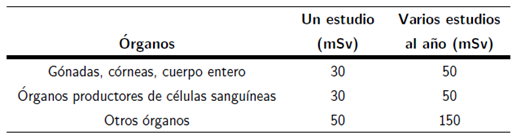 Órganos Un estudio (mSv) Varios estudios al año (mSv)
Gónadas, córneas, cuerpo entero 30 50
Órganos productores de células sanguíneas 30 50
Otros órganos 50 150